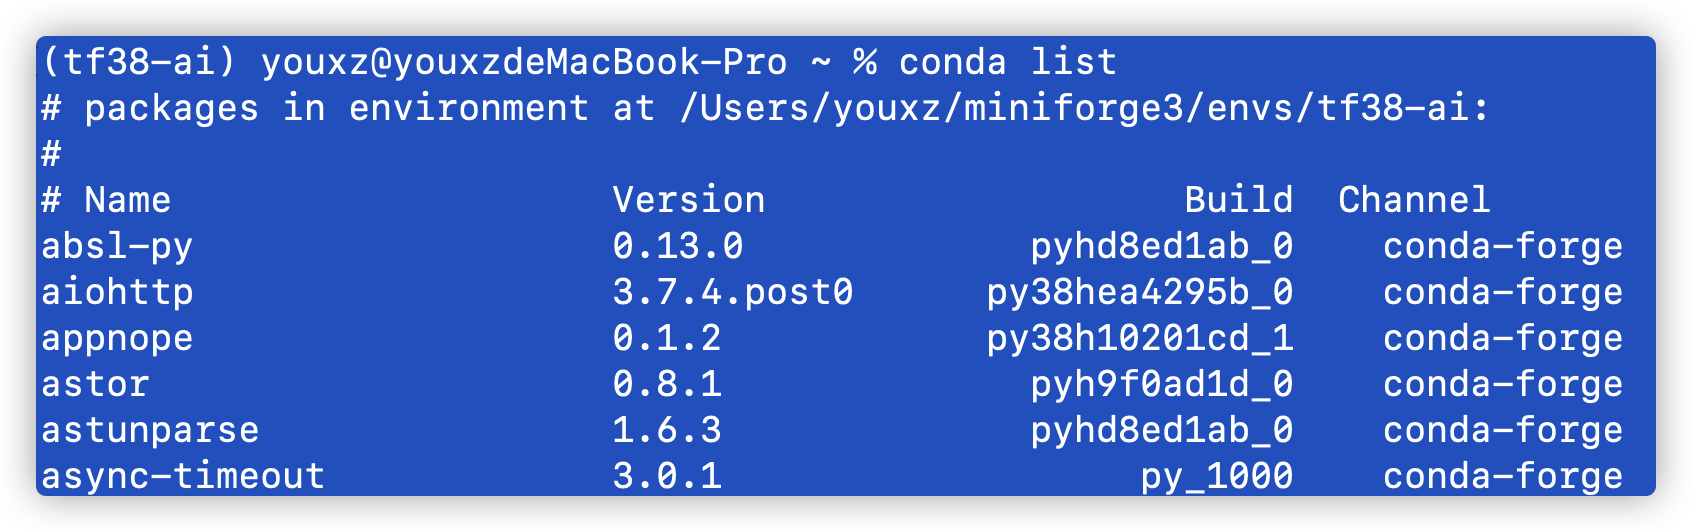 (tf38-ai) youxz@youxzdeMacBook-Pro ~ % conda list
# packages in environment at /Users/youxz/miniforge3/envs/tf38-ai:
#
# Name                    Version                   Build  Channel
absl-py                   0.13.0             pyhd8ed1ab_0    conda-forge
aiohttp                   3.7.4.post0      py38hea4295b_0    conda-forge
appnope                   0.1.2            py38h10201cd_1    conda-forge
astor                     0.8.1              pyh9f0ad1d_0    conda-forge
astunparse                1.6.3              pyhd8ed1ab_0    conda-forge
async-timeout             3.0.1                   py_1000    conda-forge